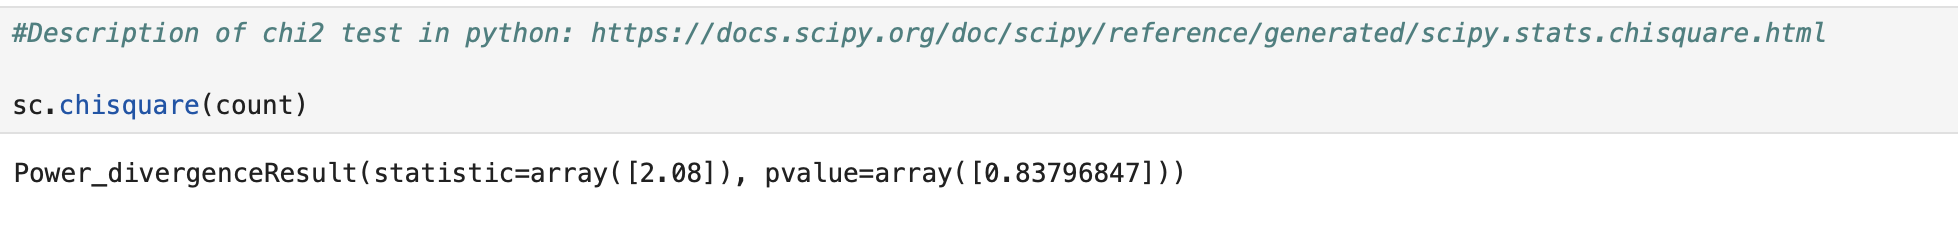 #Description of chi2 test in python: https://docs.scipy.org/doc/scipy/reference/generated/scipy.stats.chisquare.html
sc.chisquare(count)
Power_divergenceResult(statistic=array([2.08]), pvalue=array([0.83796847]))